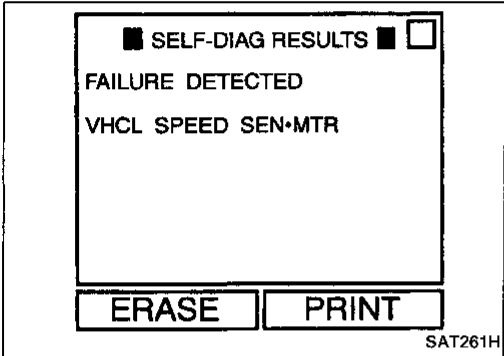 SELF-DIAG RESULTS
FAILURE DETECTED
VHCL SPEED SEN•MTR
ERASE PRINT
SAT261H